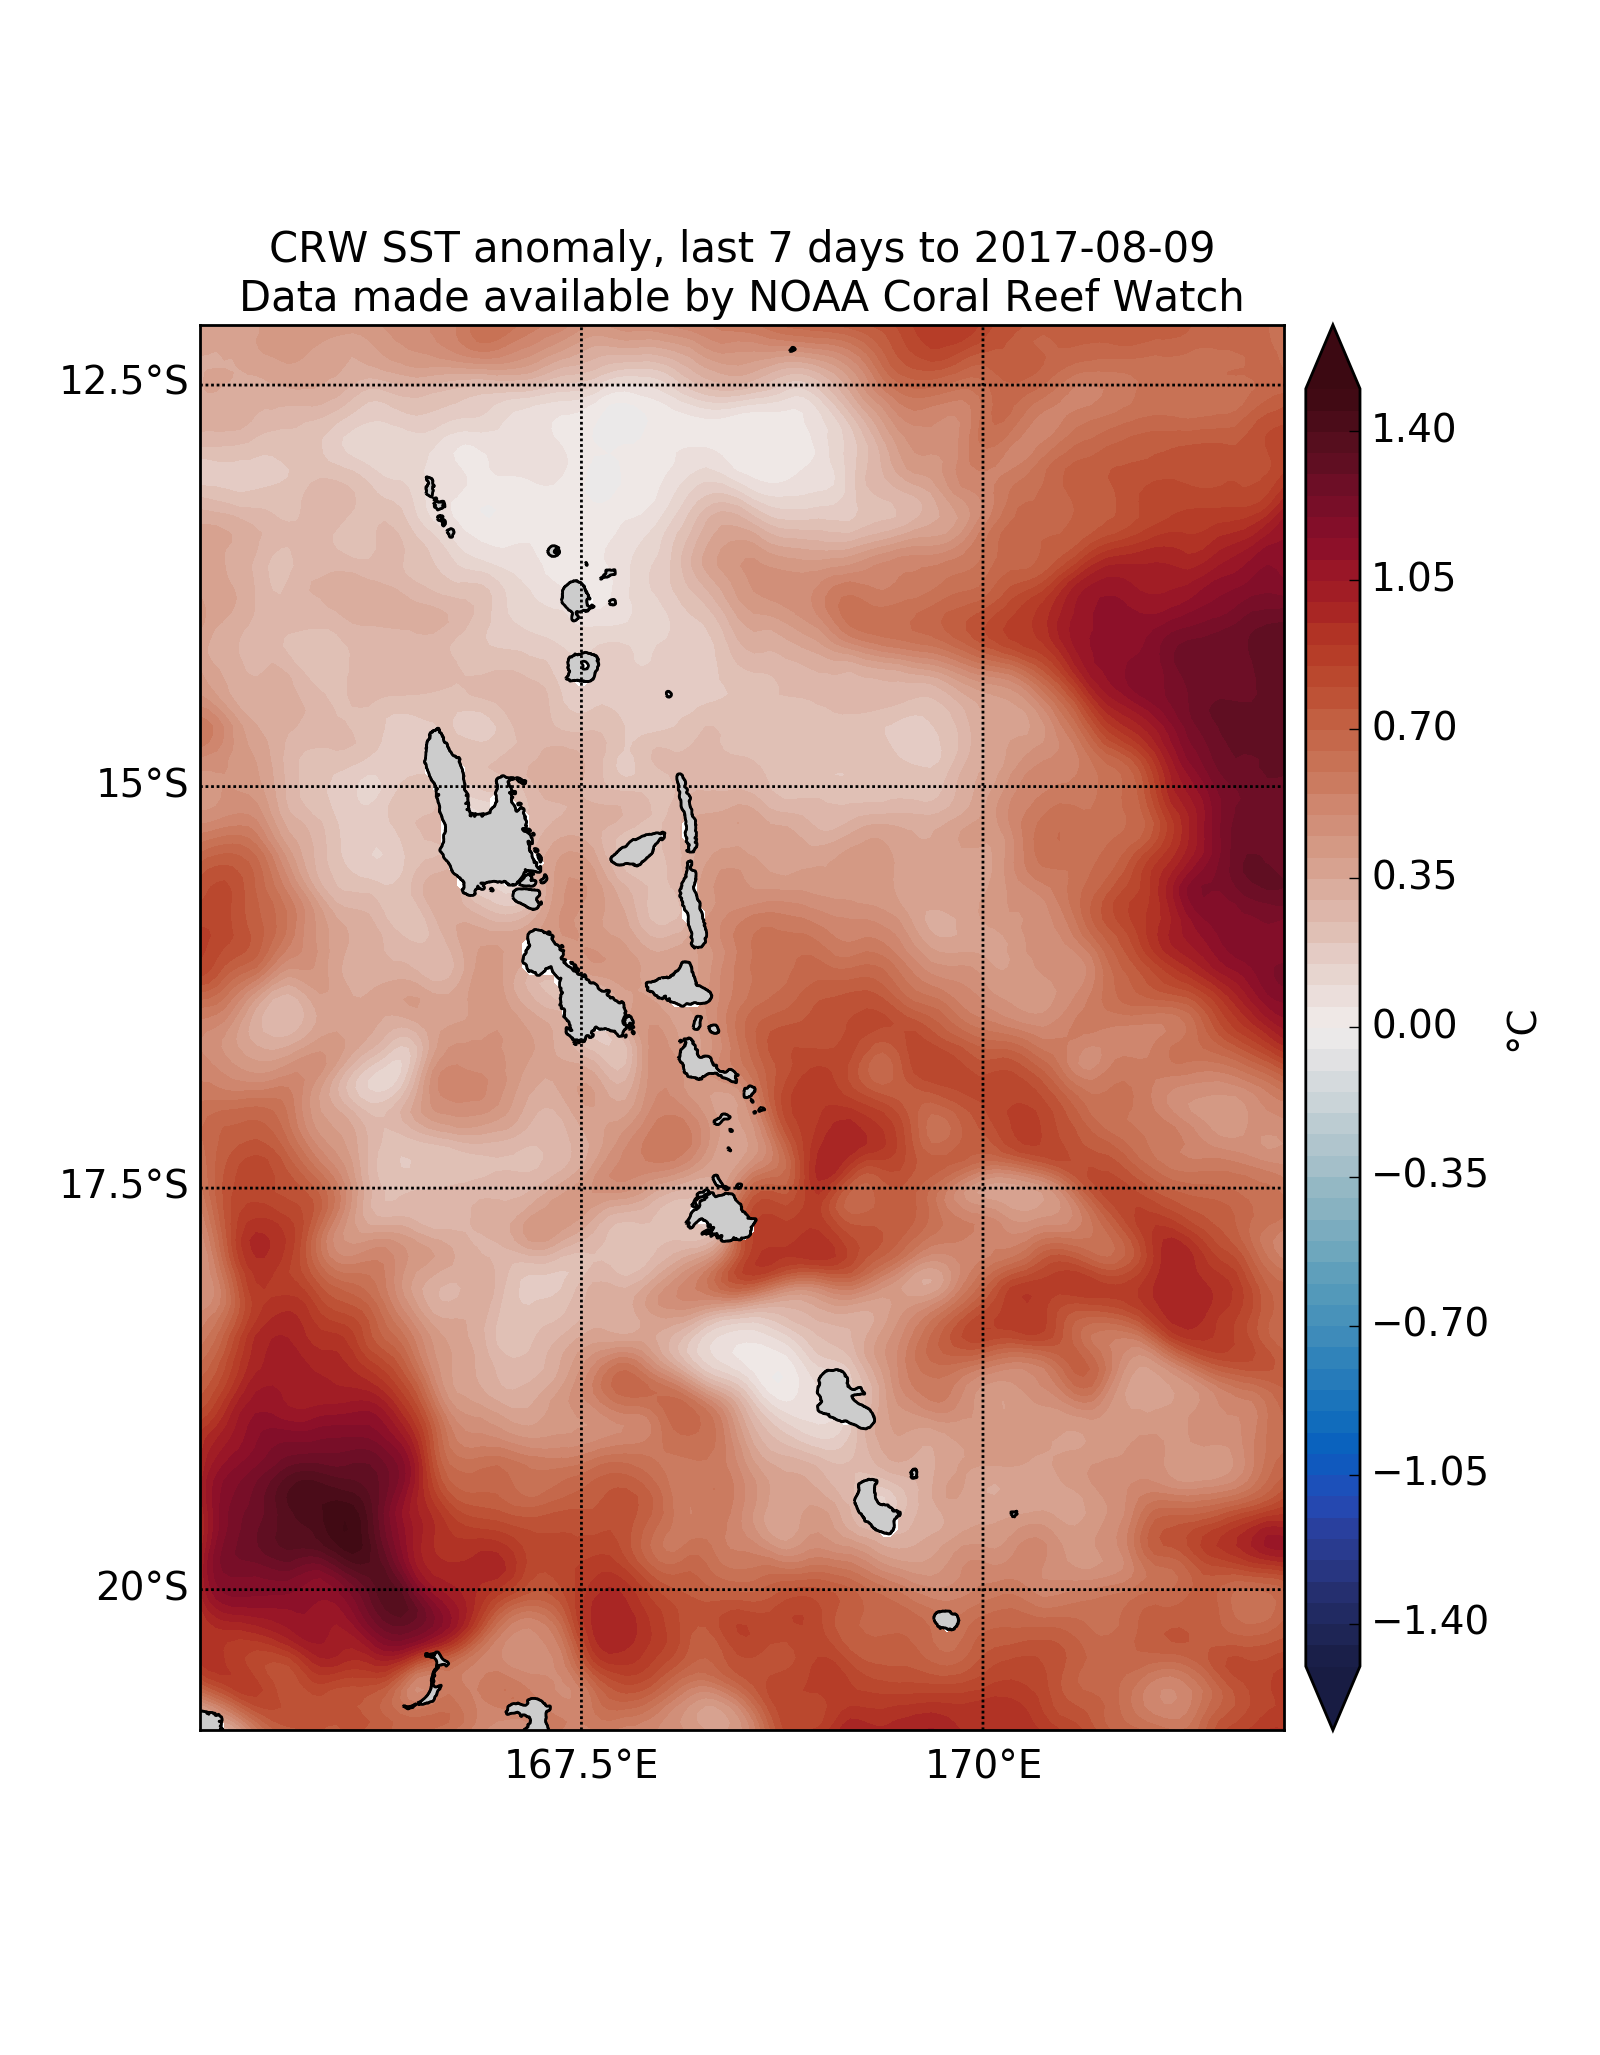 CRW SST anomaly, last 7 days to 2017-08-09
Data made available by NOAA Coral Reef Watch
12.5°S
15°S
17.5°S
20°S
167.5°E
170°E
1.40
1.05
0.70
0.35
0.00
−0.35
−0.70
−1.05
−1.40
°C